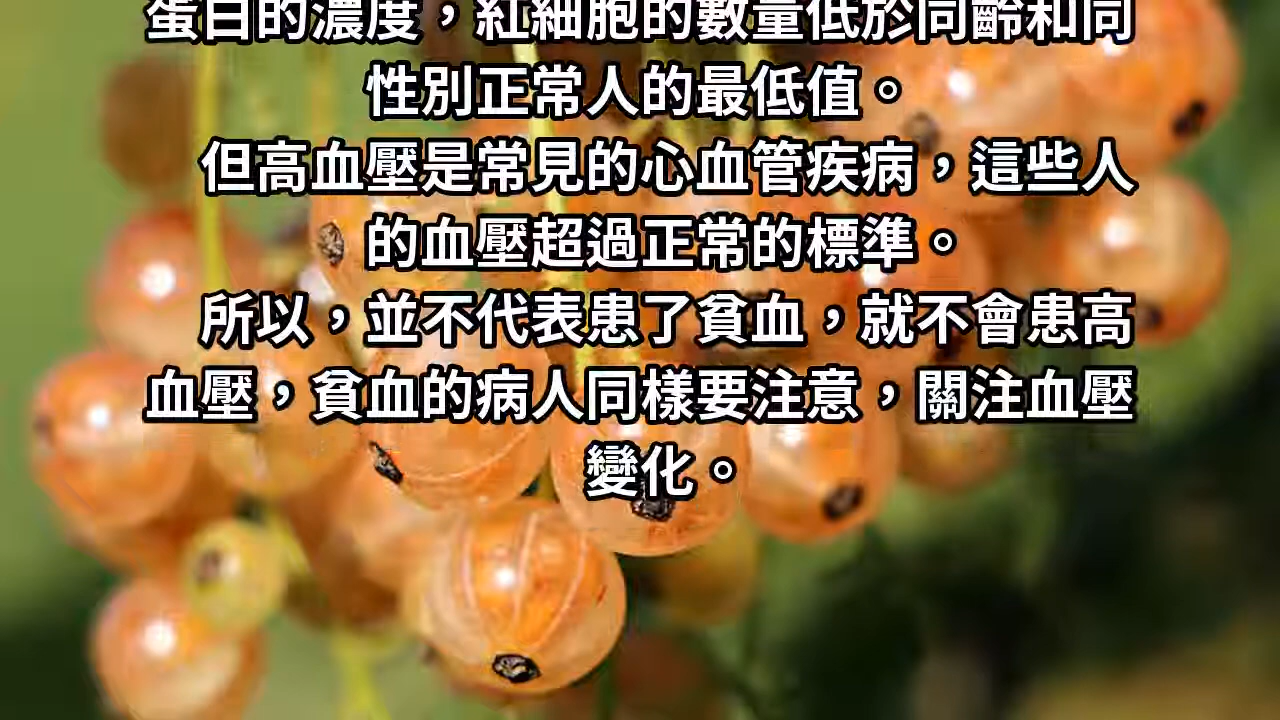 蛋白的濃度，紅細胞的數量低於同齡和同
性別正常人的最低值。
但高血壓是常見的心血管疾病，這些人
的血壓超過正常的標準。
所以，並不代表患了貧血，就不會患高
血壓，貧血的病人同樣要注意，關注血壓
變化。